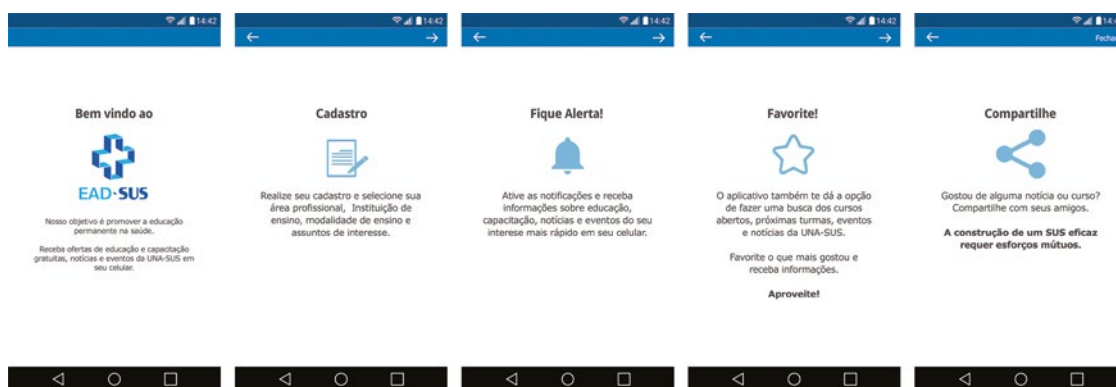 14:42
Bem vindo ao
EAD·SUS
Nosso objetivo é promover a educação
permanente na saúde.
Receba ofertas de educação e capacitação
gratuitas, notícias e eventos da UNA-SUS em
seu celular.
14:42
Cadastro
Realize seu cadastro e selecione sua
área profissional, Instituição de
ensino, modalidade de ensino e
assuntos de interesse.
14:42
Fique Alerta!
Ative as notificações e receba
informações sobre educação,
capacitação, notícias e eventos do seu
interese mais rápido em seu celular.
14:42
Favorite!
O aplicativo também te dá a opção
de fazer uma busca dos cursos
abertos, próximas turmas, eventos
e notícias da UNA-SUS.
Favorite o que mais gostou e
receba informações.
Aproveite!
Fechar
Compartilhe
Gostou de alguma notícia ou curso?
Compartilhe com seus amigos.
A construção de um SUS eficaz
requer esforços mútuos.